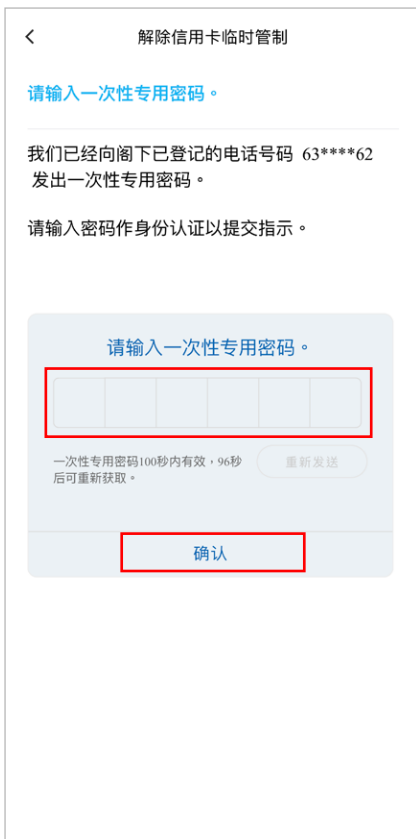 解除信用卡临时管制
请输入一次性专用密码。
我们已经向阁下已登记的电话号码 63****62
发出一次性专用密码。
请输入密码作身份认证以提交指示。
请输入一次性专用密码。
一次性专用密码100秒内有效，96秒
后可重新获取。
重新发送
确认